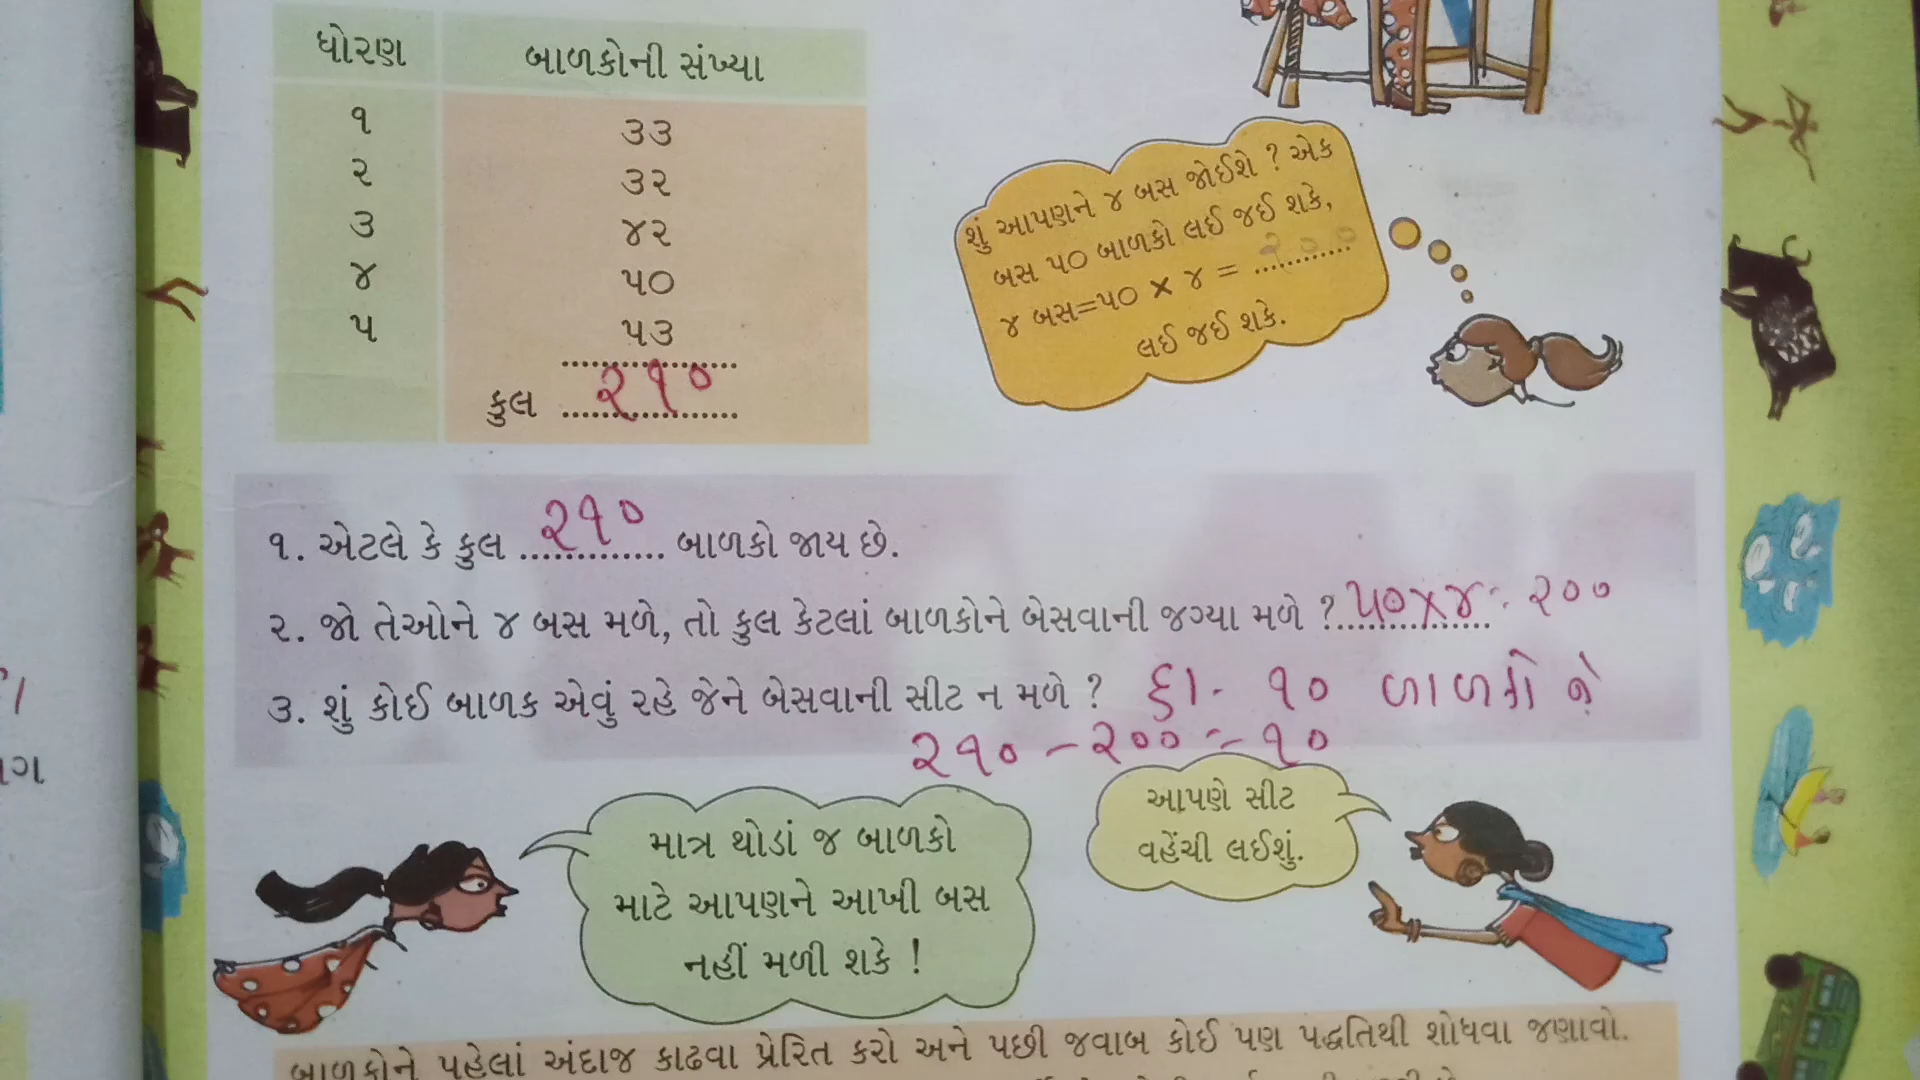 ધોરણ બાળકોની સંખ્યા
૧ ૩૩
૨ ૩૨
૩ ૪૨
૪ ૫૦
૫ ૫૩
કુલ ૨૧૦
શું આપણને ૪ બસ જોઈશે ? એક
બસ ૫૦ બાળકો લઈ જઈ શકે,
૪ બસ=૫૦ × ૪ = ૨૦૦
લઈ જઈ શકે.
૧. એટલે કે કુલ ૨૧૦ બાળકો જાય છે.
૨. જો તેઓને ૪ બસ મળે, તો કુલ કેટલાં બાળકોને બેસવાની જગ્યા મળે ? ૫૦×૪ = ૨૦૦
૩. શું કોઈ બાળક એવું રહે જેને બેસવાની સીટ ન મળે ? હા. ૧૦ બાળકો ને
૨૧૦ - ૨૦૦ = ૧૦
માત્ર થોડાં જ બાળકો
માટે આપણને આખી બસ
નહીં મળી શકે !
આપણે સીટ
વહેંચી લઈશું.
બાળકોને પહેલાં અંદાજ કાઢવા પ્રેરિત કરો અને પછી જવાબ કોઈ પણ પદ્ધતિથી શોધવા જણાવો.